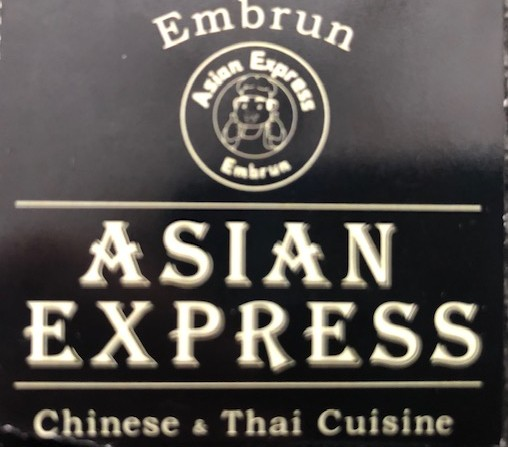 Embrun
Asian Express
Embrun
ASIAN
EXPRESS
Chinese & Thai Cuisine